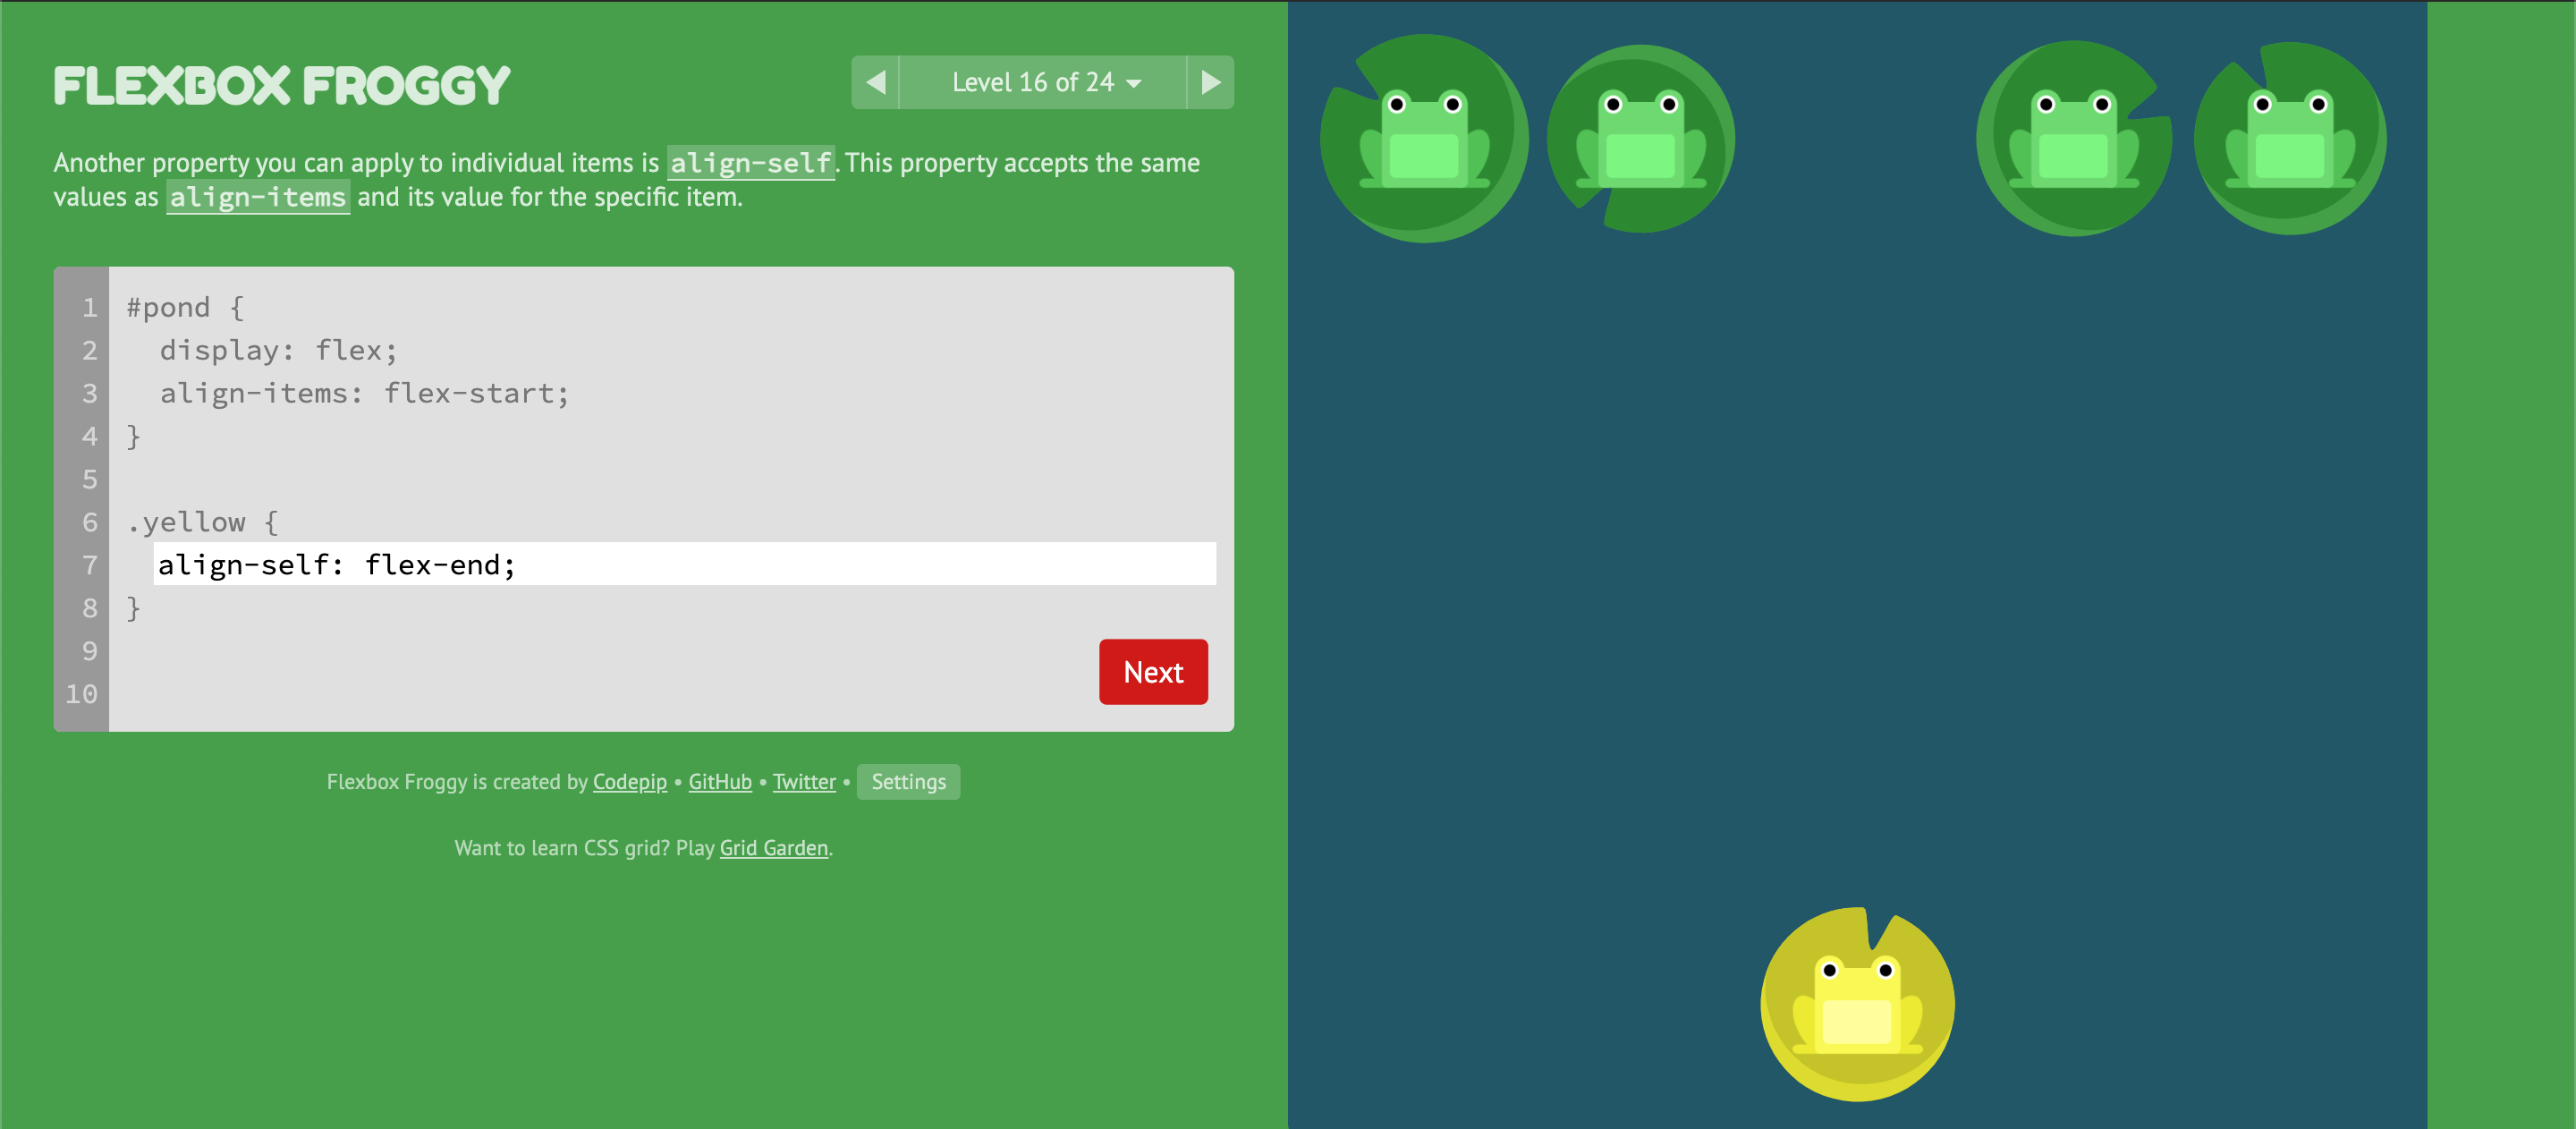 FLEXBOX FROGGY
Level 16 of 24
Another property you can apply to individual items is align-self. This property accepts the same
values as align-items and its value for the specific item.
1 #pond {
2 display: flex;
3 align-items: flex-start;
4 }
5
6 .yellow {
7 align-self: flex-end;
8 }
9
10
Next
Flexbox Froggy is created by Codepip • GitHub • Twitter • Settings
Want to learn CSS grid? Play Grid Garden.